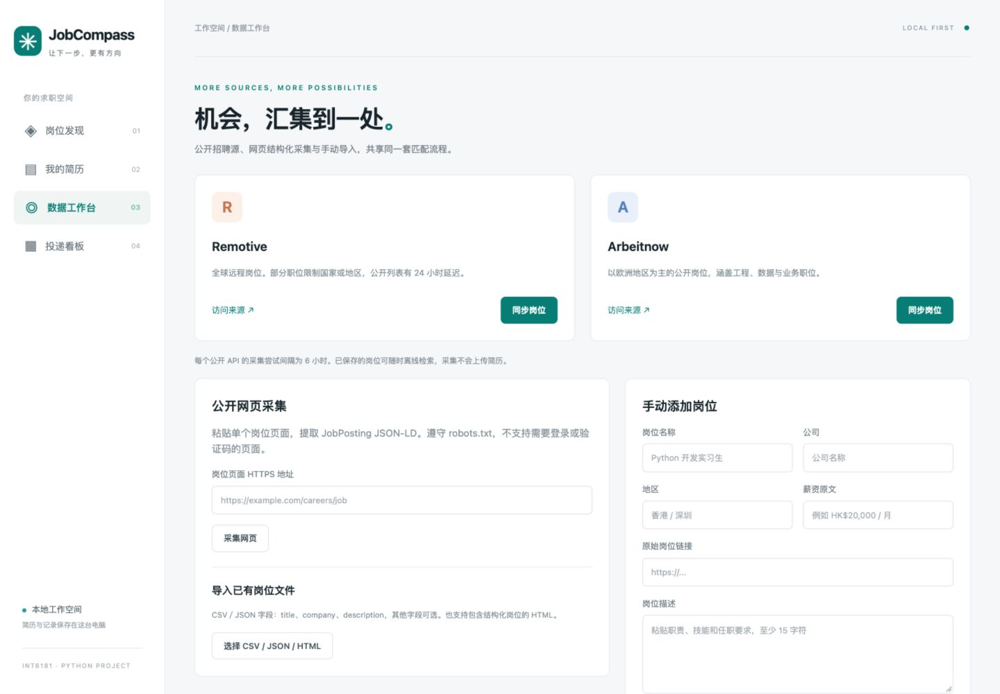 JobCompass
让下一步，更有方向
你的求职空间
岗位发现 01
我的简历 02
数据工作台 03
投递看板 04
本地工作空间
简历与记录保存在这台电脑
INT6181 · PYTHON PROJECT
工作空间 / 数据工作台
LOCAL FIRST
MORE SOURCES, MORE POSSIBILITIES
机会，汇集到一处。
公开招聘源、网页结构化采集与手动导入，共享同一套匹配流程。
R
Remotive
全球远程岗位。部分职位限制国家或地区，公开列表有 24 小时延迟。
访问来源 ↗
同步岗位
A
Arbeitnow
以欧洲地区为主的公开岗位，涵盖工程、数据与业务职位。
访问来源 ↗
同步岗位
每个公开 API 的采集尝试间隔为 6 小时。已保存的岗位可随时离线检索，采集不会上传简历。
公开网页采集
粘贴单个岗位页面，提取 JobPosting JSON-LD。遵守 robots.txt，不支持需要登录或验
证码的页面。
岗位页面 HTTPS 地址
https://example.com/careers/job
采集网页
导入已有岗位文件
CSV / JSON 字段：title、company、description，其他字段可选。也支持包含结构化岗位的 HTML。
选择 CSV / JSON / HTML
手动添加岗位
岗位名称
Python 开发实习生
公司
公司名称
地区
香港 / 深圳
薪资原文
例如 HK$20,000 / 月
原始岗位链接
https://...
岗位描述
粘贴职责、技能和任职要求，至少 15 字符